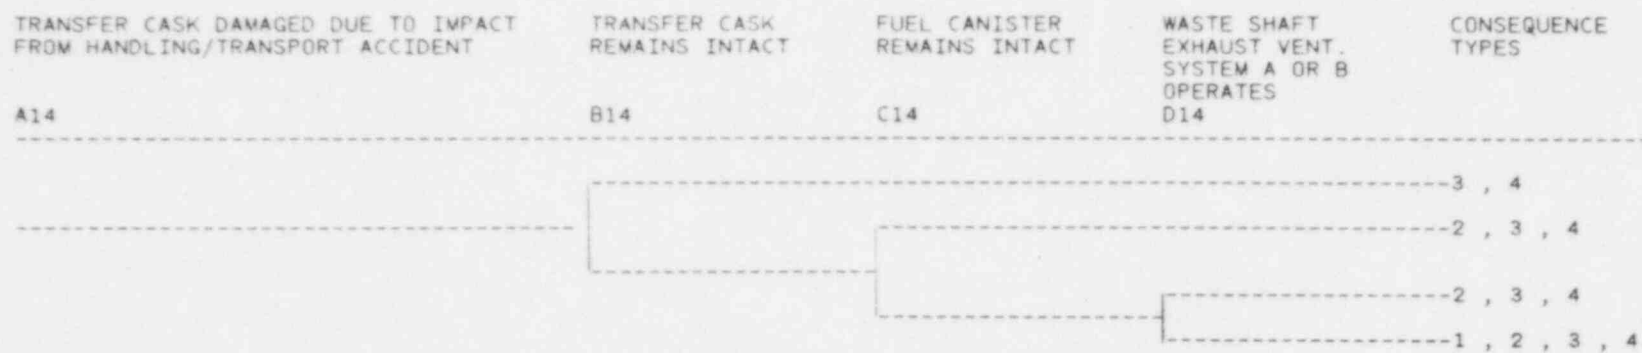 TRANSFER CASK DAMAGED DUE TO IMPACT
FROM HANDLING/TRANSPORT ACCIDENT
A14
TRANSFER CASK
REMAINS INTACT
B14
FUEL CANISTER
REMAINS INTACT
C14
WASTE SHAFT
EXHAUST VENT.
SYSTEM A OR B
OPERATES
D14
CONSEQUENCE
TYPES
3 , 4
2 , 3 , 4
2 , 3 , 4
1 , 2 , 3 , 4